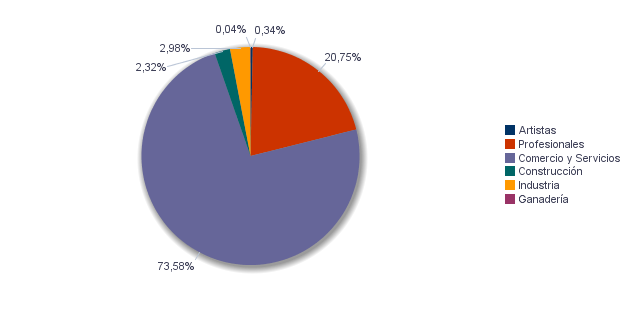 0,04%
0,34%
2,98%
20,75%
2,32%
73,58%
Artistas
Profesionales
Comercio y Servicios
Construcción
Industria
Ganadería